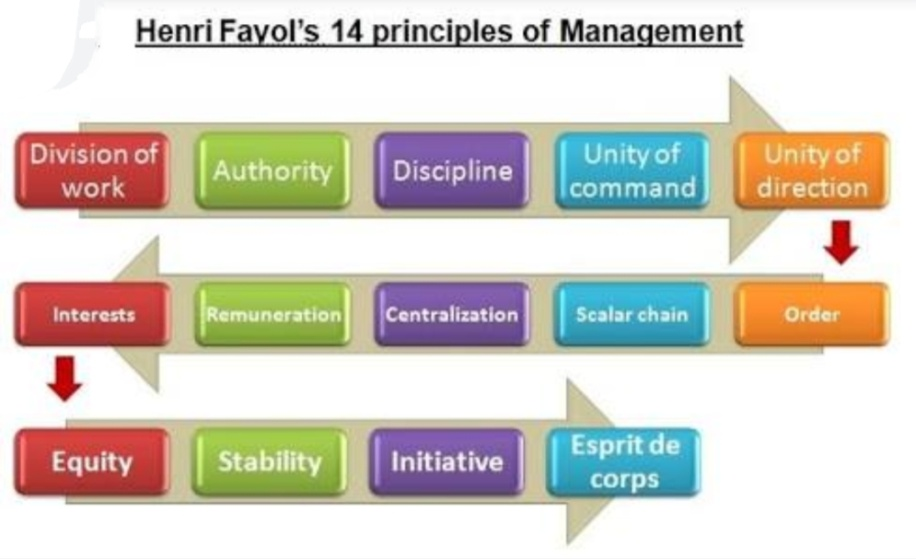 Henri Fayol's 14 principles of Management
Division of
work
Authority
Discipline
Unity of
command
Unity of
direction
Interests
Remuneration
Centralization
Scalar chain
Order
Equity
Stability
Initiative
Esprit de
corps